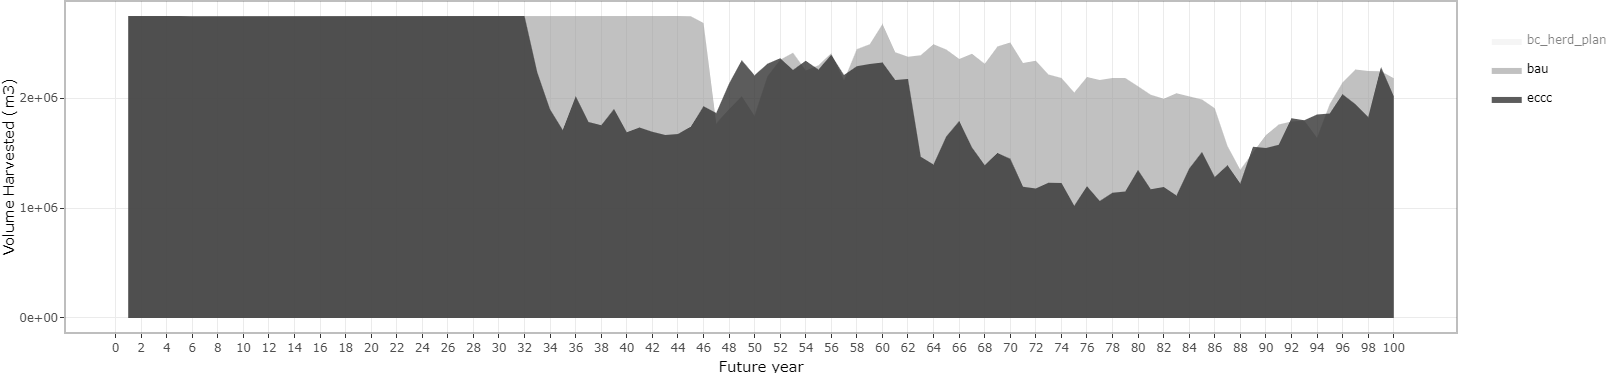 Volume Harvested (m3)
2e+06
1e+06
0e+00
0 2 4 6 8 10 12 14 16 18 20 22 24 26 28 30 32 34 36 38 40 42 44 46 48 50 52 54 56 58 60 62 64 66 68 70 72 74 76 78 80 82 84 86 88 90 92 94 96 98 100
Future year
bc_herd_plan
bau
eccc